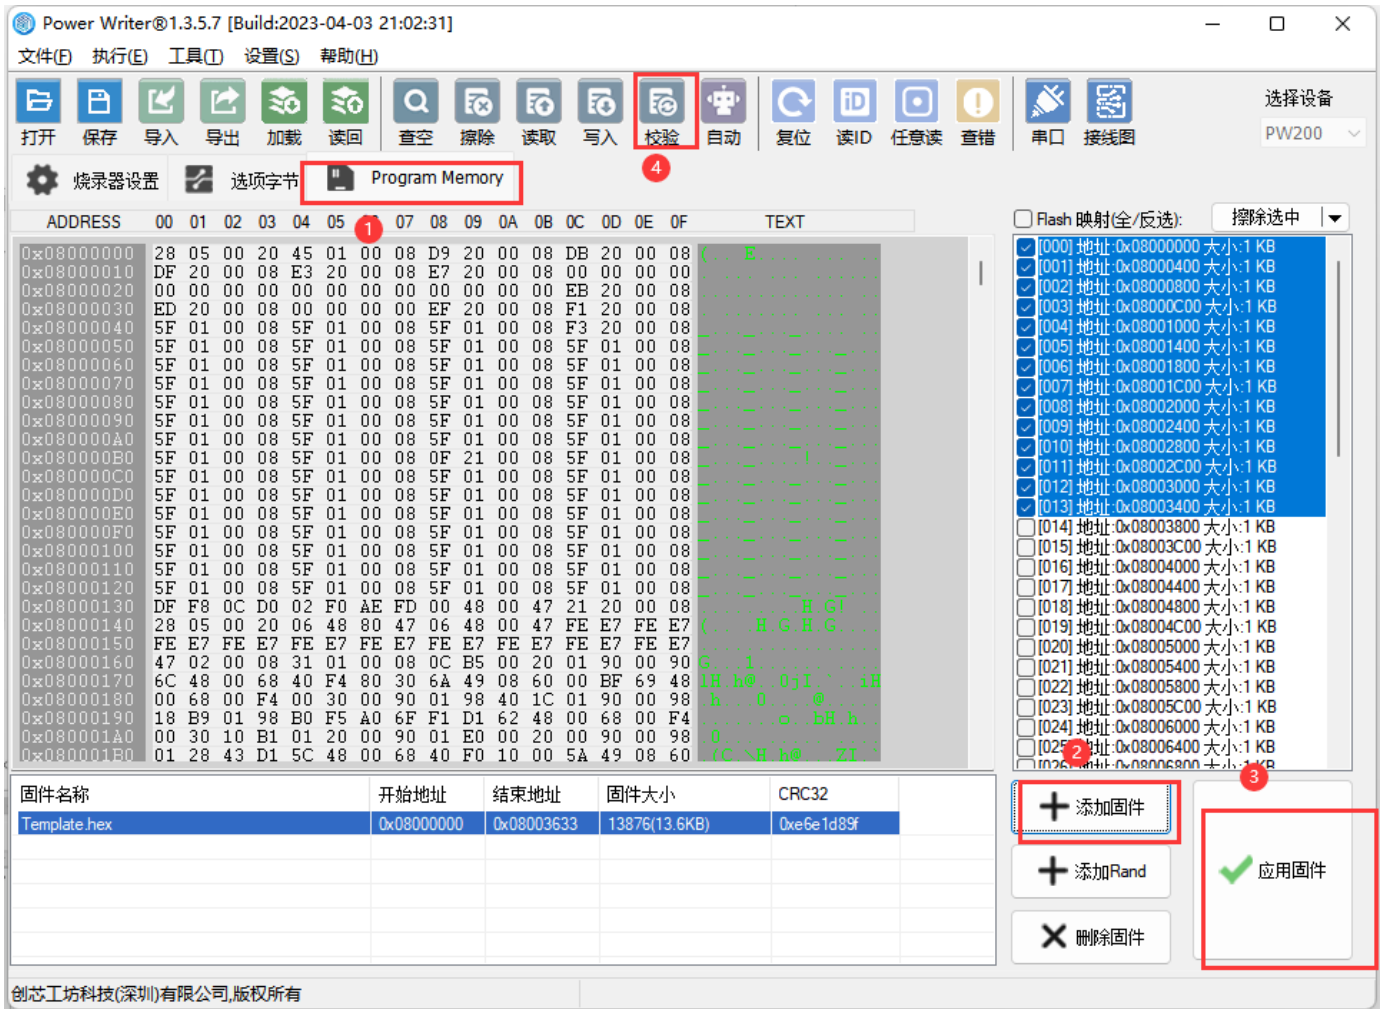 Power Writer®1.3.5.7 [Build:2023-04-03 21:02:31]
文件(F) 执行(E) 工具(T) 设置(S) 帮助(H)
打开 保存 导入 导出 加载 读回 查空 擦除 读取 写入 校验 自动 复位 读ID 任意读 查错 串口 接线图
选择设备
PW200
4
烧录器设置 选项字节 Program Memory
1
ADDRESS 00 01 02 03 04 05 07 08 09 0A 0B 0C 0D 0E 0F TEXT
0x08000000 28 05 00 20 45 01 00 08 D9 20 00 08 DB 20 00 08
0x08000010 DF 20 00 08 E3 20 00 08 E7 20 00 08 00 00 00 00
0x08000020 00 00 00 00 00 00 00 00 00 00 00 00 EB 20 00 08
0x08000030 ED 20 00 08 00 00 00 00 EF 20 00 08 F1 20 00 08
0x08000040 5F 01 00 08 5F 01 00 08 5F 01 00 08 F3 20 00 08
0x08000050 5F 01 00 08 5F 01 00 08 5F 01 00 08 5F 01 00 08
0x08000060 5F 01 00 08 5F 01 00 08 5F 01 00 08 5F 01 00 08
0x08000070 5F 01 00 08 5F 01 00 08 5F 01 00 08 5F 01 00 08
0x08000080 5F 01 00 08 5F 01 00 08 5F 01 00 08 5F 01 00 08
0x08000090 5F 01 00 08 5F 01 00 08 5F 01 00 08 5F 01 00 08
0x080000A0 5F 01 00 08 5F 01 00 08 5F 01 00 08 5F 01 00 08
0x080000B0 5F 01 00 08 5F 01 00 08 0F 21 00 08 5F 01 00 08
0x080000C0 5F 01 00 08 5F 01 00 08 5F 01 00 08 5F 01 00 08
0x080000D0 5F 01 00 08 5F 01 00 08 5F 01 00 08 5F 01 00 08
0x080000E0 5F 01 00 08 5F 01 00 08 5F 01 00 08 5F 01 00 08
0x080000F0 5F 01 00 08 5F 01 00 08 5F 01 00 08 5F 01 00 08
0x08000100 5F 01 00 08 5F 01 00 08 5F 01 00 08 5F 01 00 08
0x08000110 5F 01 00 08 5F 01 00 08 5F 01 00 08 5F 01 00 08
0x08000120 5F 01 00 08 5F 01 00 08 5F 01 00 08 5F 01 00 08
0x08000130 DF F8 0C D0 02 F0 AE FD 00 48 00 47 21 20 00 08
0x08000140 28 05 00 20 06 48 80 47 06 48 00 47 FE E7 FE E7
0x08000150 FE E7 FE E7 FE E7 FE E7 FE E7 FE E7 FE E7 FE E7
0x08000160 47 02 00 08 31 01 00 08 0C B5 00 20 01 90 00 90
0x08000170 6C 48 00 68 40 F4 80 30 6A 49 08 60 00 BF 69 48
0x08000180 00 68 00 F4 00 30 00 90 01 98 40 1C 01 90 00 98
0x08000190 18 B9 01 98 B0 F5 A0 6F F1 D1 62 48 00 68 00 F4
0x080001A0 00 30 10 B1 01 20 00 90 01 E0 00 20 00 90 00 98
0x080001B0 01 28 43 D1 5C 48 00 68 40 F0 10 00 5A 49 08 60
Flash 映射(全/反选): 擦除选中
[000] 地址:0x08000000 大小:1 KB
[001] 地址:0x08000400 大小:1 KB
[002] 地址:0x08000800 大小:1 KB
[003] 地址:0x08000C00 大小:1 KB
[004] 地址:0x08001000 大小:1 KB
[005] 地址:0x08001400 大小:1 KB
[006] 地址:0x08001800 大小:1 KB
[007] 地址:0x08001C00 大小:1 KB
[008] 地址:0x08002000 大小:1 KB
[009] 地址:0x08002400 大小:1 KB
[010] 地址:0x08002800 大小:1 KB
[011] 地址:0x08002C00 大小:1 KB
[012] 地址:0x08003000 大小:1 KB
[013] 地址:0x08003400 大小:1 KB
[014] 地址:0x08003800 大小:1 KB
[015] 地址:0x08003C00 大小:1 KB
[016] 地址:0x08004000 大小:1 KB
[017] 地址:0x08004400 大小:1 KB
[018] 地址:0x08004800 大小:1 KB
[019] 地址:0x08004C00 大小:1 KB
[020] 地址:0x08005000 大小:1 KB
[021] 地址:0x08005400 大小:1 KB
[022] 地址:0x08005800 大小:1 KB
[023] 地址:0x08005C00 大小:1 KB
[024] 地址:0x08006000 大小:1 KB
[025 地址:0x08006400 大小:1 KB
[026] 地址:0x08006800 大小:1 KB
2
3
固件名称 开始地址 结束地址 固件大小 CRC32
Template.hex 0x08000000 0x08003633 13876(13.6KB) 0xe6e1d89f
添加固件
添加Rand
删除固件
应用固件
创芯工坊科技(深圳)有限公司,版权所有